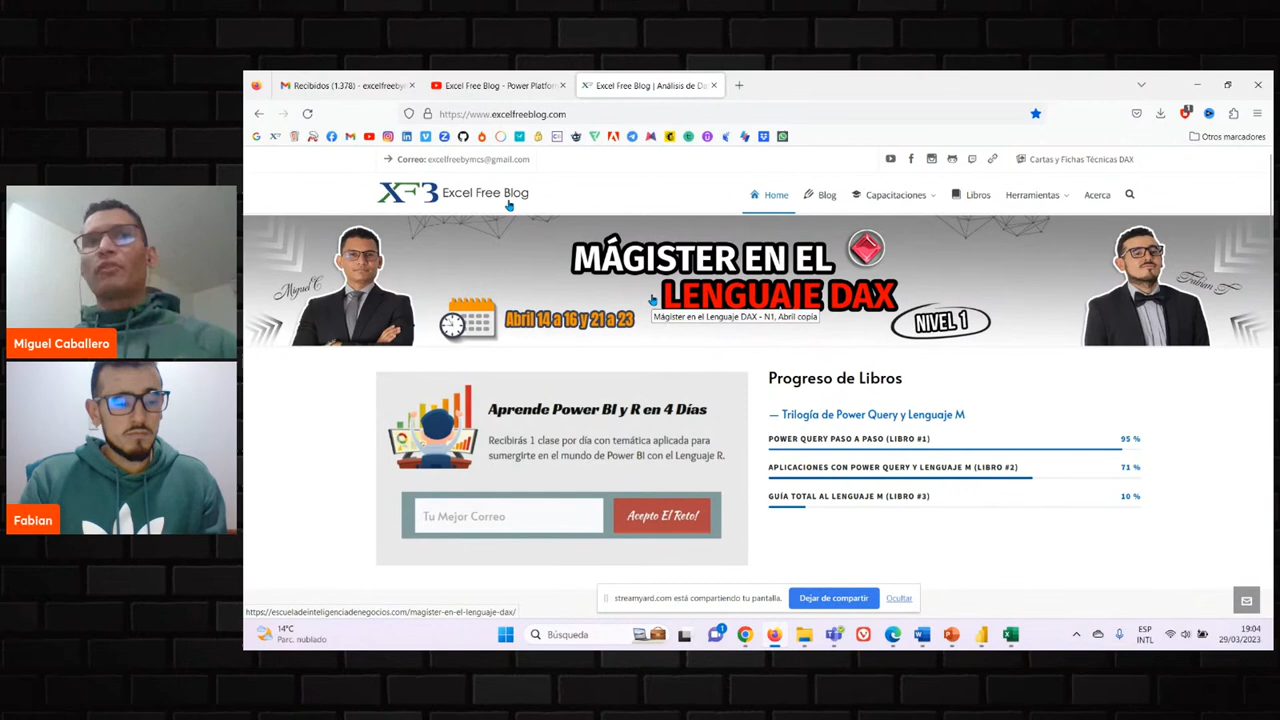 Recibidos (1.378) - excelfreeby
Excel Free Blog - Power Platfor
Excel Free Blog | Análisis de Da
https://www.excelfreeblog.com
Otros marcadores
Correo: excelfreebymcs@gmail.com
Cartas y Fichas Técnicas DAX
XF3 Excel Free Blog
Home
Blog
Capacitaciones
Libros
Herramientas
Acerca
Miguel C
MÁGISTER EN EL
LENGUAJE DAX
Abril 14 a 16 y 21 a 23
Mágister en el Lenguaje DAX - N1, Abril copia
NIVEL 1
Fabian T
Miguel Caballero
Fabian
Aprende Power BI y R en 4 Días
Recibirás 1 clase por día con temática aplicada para
sumergirte en el mundo de Power BI con el Lenguaje R.
Tu Mejor Correo
Acepto El Reto!
Progreso de Libros
— Trilogía de Power Query y Lenguaje M
POWER QUERY PASO A PASO (LIBRO #1) 95 %
APLICACIONES CON POWER QUERY Y LENGUAJE M (LIBRO #2) 71 %
GUÍA TOTAL AL LENGUAJE M (LIBRO #3) 10 %
streamyard.com está compartiendo tu pantalla.
Dejar de compartir
Ocultar
https://escueladeinteligenciadenegocios.com/magister-en-el-lenguaje-dax/
14°C
Parc. nublado
Búsqueda
ESP
INTL
19:04
29/03/2023